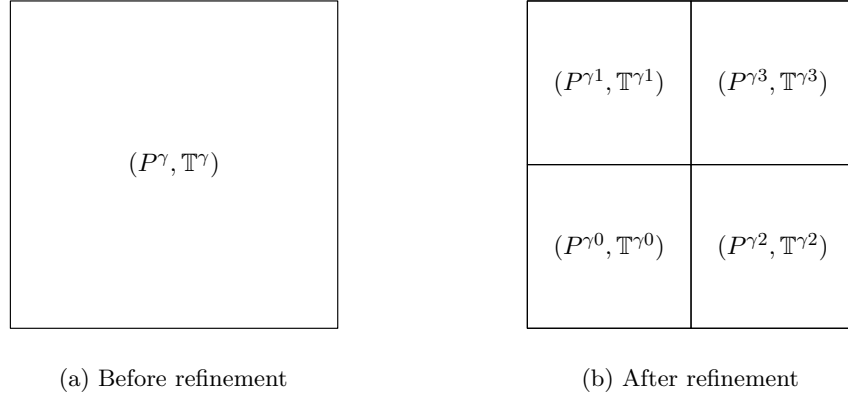 (P^γ, 𝕋^γ)
(P^{γ1}, 𝕋^{γ1}) (P^{γ3}, 𝕋^{γ3})
(P^{γ0}, 𝕋^{γ0}) (P^{γ2}, 𝕋^{γ2})
(a) Before refinement
(b) After refinement